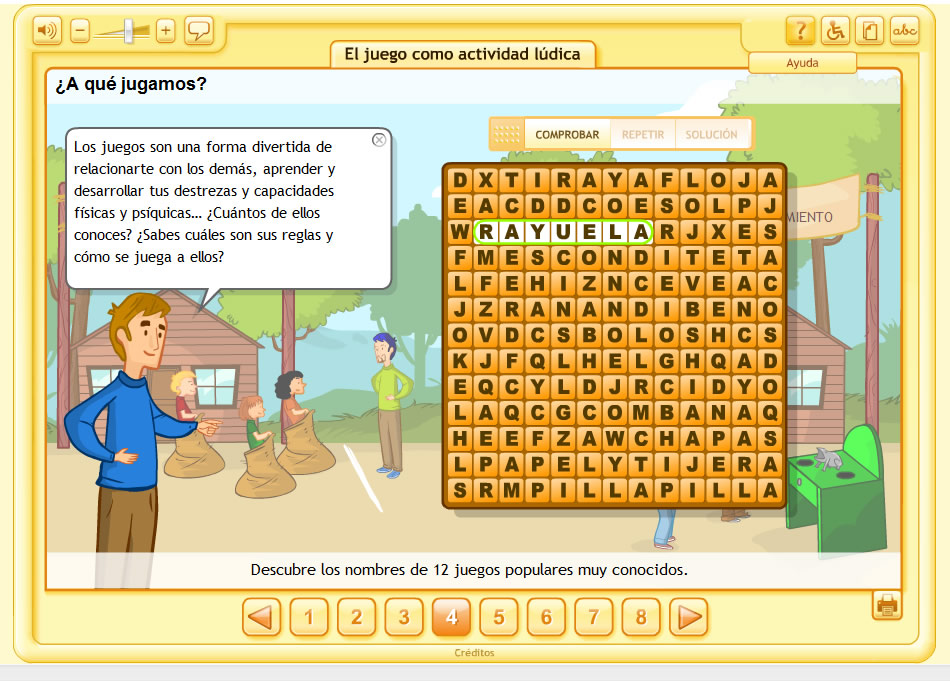 ?
abc
El juego como actividad lúdica
Ayuda
¿A qué jugamos?
Los juegos son una forma divertida de
relacionarte con los demás, aprender y
desarrollar tus destrezas y capacidades
físicas y psíquicas... ¿Cuántos de ellos
conoces? ¿Sabes cuáles son sus reglas y
cómo se juega a ellos?
COMPROBAR REPETIR SOLUCIÓN
D X T I R A Y A F L O J A
E A C D D C O E S O L P J
W R A Y U E L A R J X E S
F M E S C O N D I T E T A
L F E H I Z N C E V E A C
J Z R A N A N D I B E N O
O V D C S B O L O S H C S
K J F Q L H E L G H Q A D
E Q C Y L D J R C I D Y O
L A Q C G C O M B A N A Q
H E E F Z A W C H A P A S
L P A P E L Y T I J E R A
S R M P I L L A P I L L A
MIENTO
Descubre los nombres de 12 juegos populares muy conocidos.
1 2 3 4 5 6 7 8
Créditos